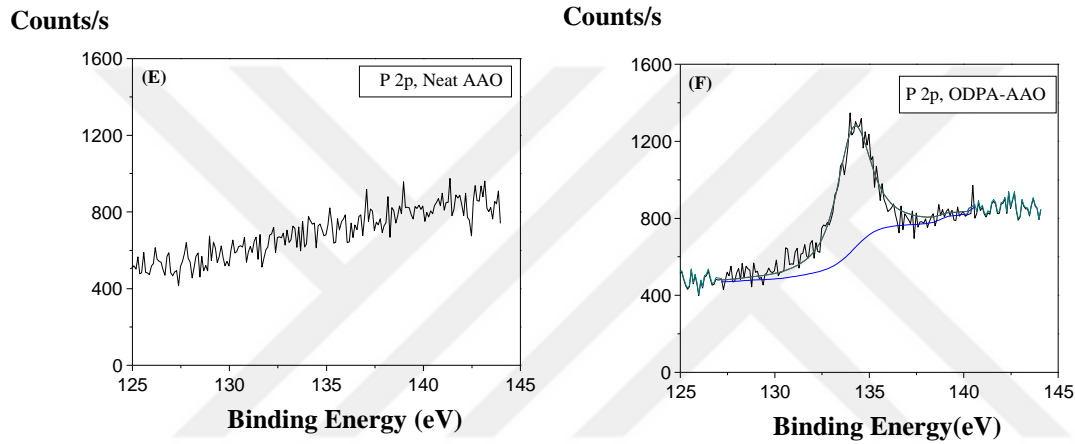 Counts/s
(E)
P 2p, Neat AAO
1600
1200
800
400
0
125
130
135
140
145
Binding Energy (eV)
Counts/s
(F)
P 2p, ODPA-AAO
1600
1200
800
400
0
125
130
135
140
145
Binding Energy(eV)